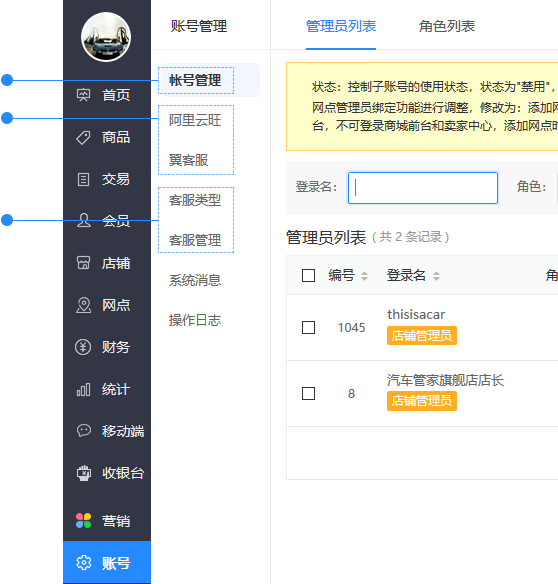 首页
商品
交易
会员
店铺
网点
财务
统计
移动端
收银台
营销
账号
账号管理
帐号管理
阿里云旺
翼客服
客服类型
客服管理
系统消息
操作日志
管理员列表 角色列表
状态：控制子账号的使用状态，状态为"禁用"，
网点管理员绑定功能进行调整，修改为：添加网
台，不可登录商城前台和卖家中心，添加网点时
登录名： 角色：
管理员列表 ( 共 2 条记录 )
编号 登录名 角
1045 thisisacar
店铺管理员
8 汽车管家旗舰店店长
店铺管理员